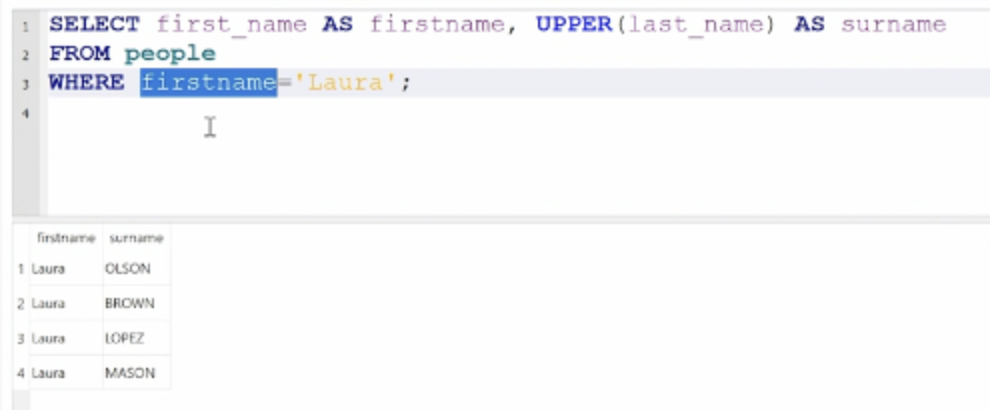 1 SELECT first_name AS firstname, UPPER(last_name) AS surname
2 FROM people
3 WHERE firstname='Laura';
4
firstname surname
1 Laura OLSON
2 Laura BROWN
3 Laura LOPEZ
4 Laura MASON